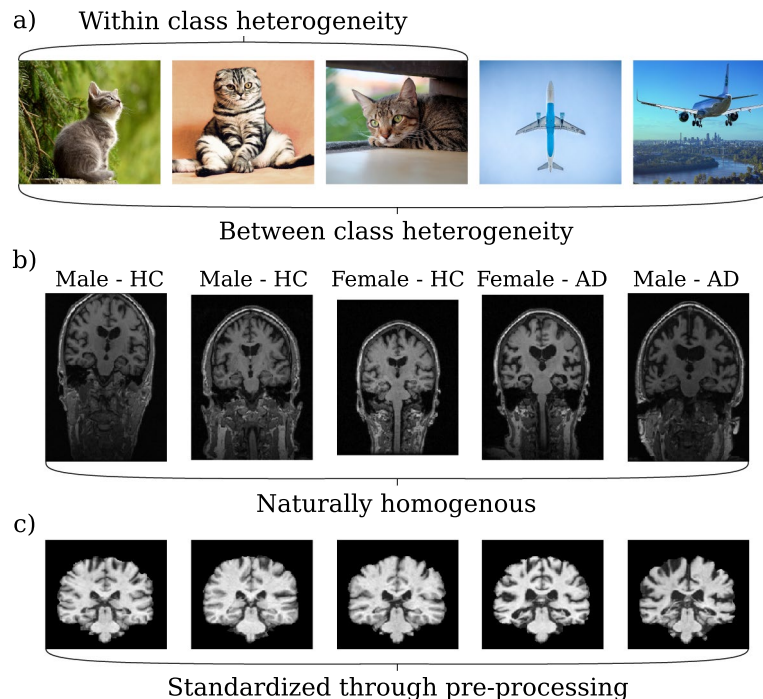 a)
Within class heterogeneity
Between class heterogeneity
b)
Male - HC
Male - HC
Female - HC
Female - AD
Male - AD
Naturally homogenous
c)
Standardized through pre-processing